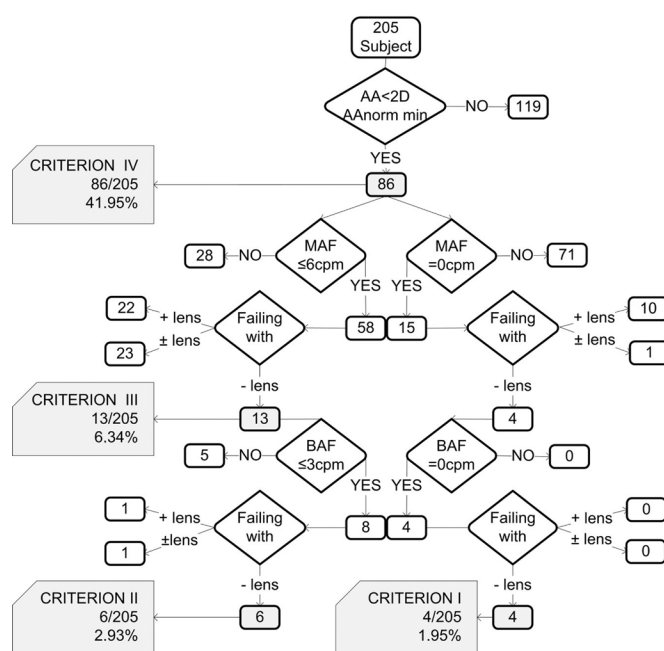 205
Subject
AA<2D
AAnorm min
NO
119
YES
CRITERION IV
86/205
41.95%
86
28
NO
MAF
≤6cpm
MAF
=0cpm
NO
71
YES
YES
22
+ lens
± lens
23
Failing
with
58
15
Failing
with
+ lens
10
± lens
1
- lens
- lens
CRITERION III
13/205
6.34%
13
4
5
NO
BAF
≤3cpm
BAF
=0cpm
NO
0
YES
YES
1
+ lens
±lens
1
Failing
with
8
4
Failing
with
+ lens
0
± lens
0
- lens
- lens
CRITERION II
6/205
2.93%
6
CRITERION I
4/205
1.95%
4